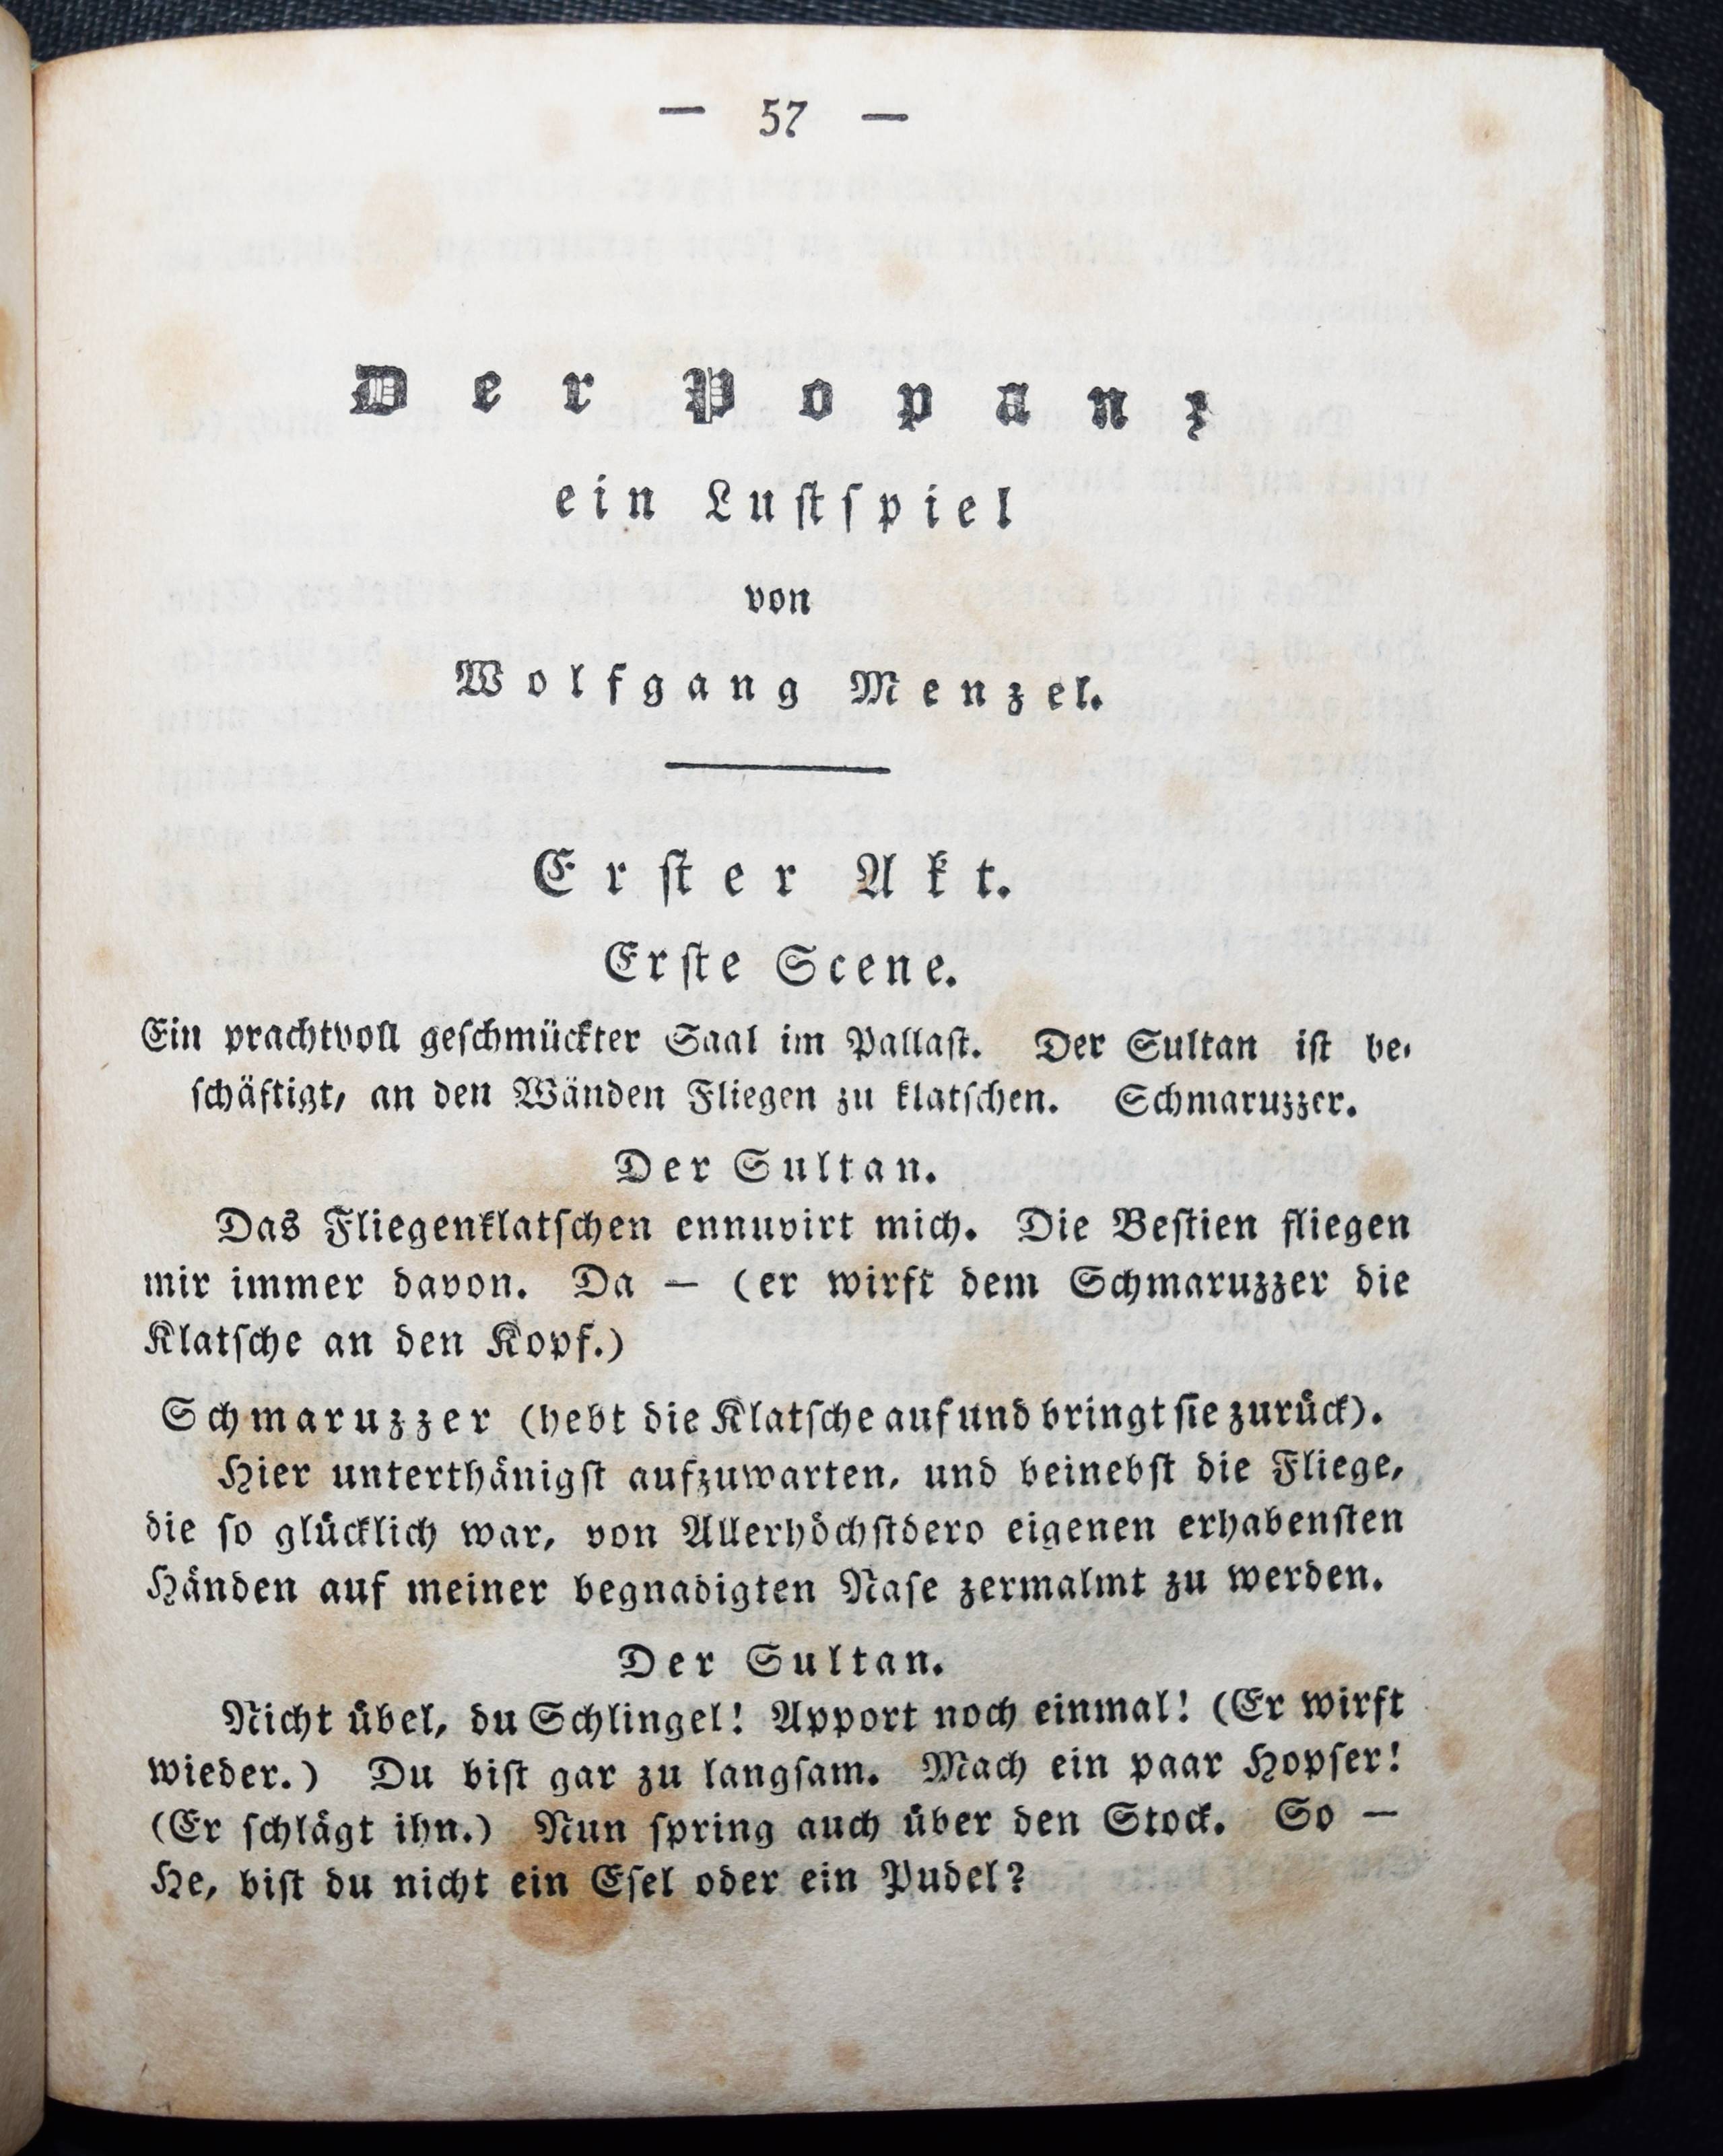 — 57 —
Der Popanz
ein Luſtſpiel
von
Wolfgang Menzel.
Erſter Akt.
Erſte Scene.
Ein prachtvoll geſchmückter Saal im Pallaſt. Der Sultan iſt be-
ſchäftigt, an den Wänden Fliegen zu klatſchen. Schmaruzzer.
Der Sultan.
Das Fliegenklatſchen ennuyirt mich. Die Beſtien fliegen
mir immer davon. Da — (er wirft dem Schmaruzzer die
Klatſche an den Kopf.)
Schmaruzzer (hebt die Klatſche auf und bringt ſie zurück).
Hier unterthänigſt aufzuwarten, und beinebſt die Fliege,
die ſo glücklich war, von Allerhöchſtdero eigenen erhabenſten
Händen auf meiner begnadigten Naſe zermalmt zu werden.
Der Sultan.
Nicht übel, du Schlingel! Apport noch einmal! (Er wirft
wieder.) Du biſt gar zu langſam. Mach ein paar Hopſer!
(Er ſchlägt ihn.) Nun ſpring auch über den Stock. So —
He, biſt du nicht ein Eſel oder ein Pudel?